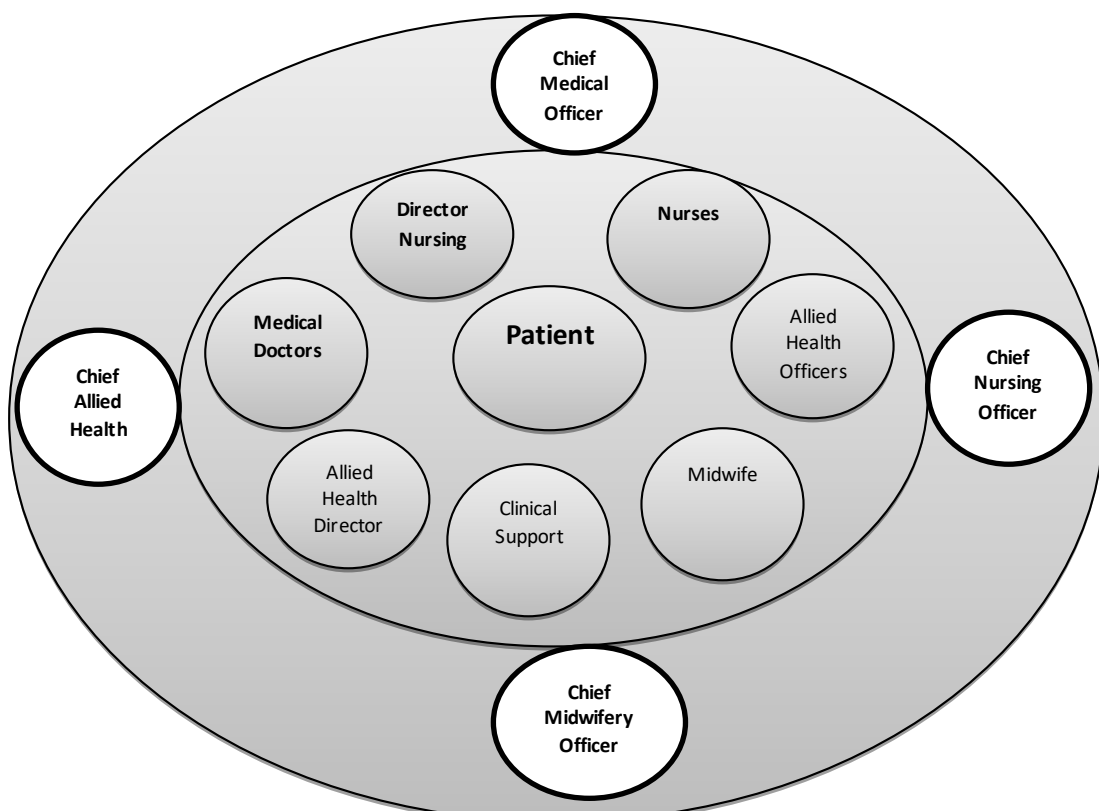 Chief
Medical
Officer
Director
Nursing
Nurses
Medical
Doctors
Patient
Allied
Health
Officers
Chief
Allied
Health
Chief
Nursing
Officer
Allied
Health
Director
Clinical
Support
Midwife
Chief
Midwifery
Officer